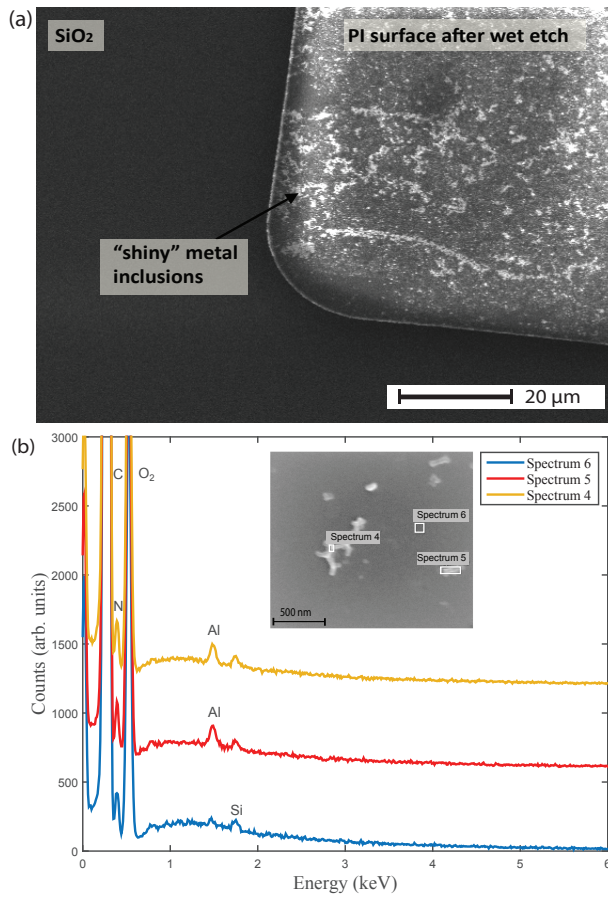 (a)
SiO₂
PI surface after wet etch
“shiny” metal
inclusions
20 μm
(b)
3000
2500
2000
1500
1000
500
0
Counts (arb. units)
C
O₂
N
Al
Al
Si
Spectrum 6
Spectrum 5
Spectrum 4
Spectrum 6
Spectrum 4
Spectrum 5
500 nm
0
1
2
3
4
5
6
Energy (keV)